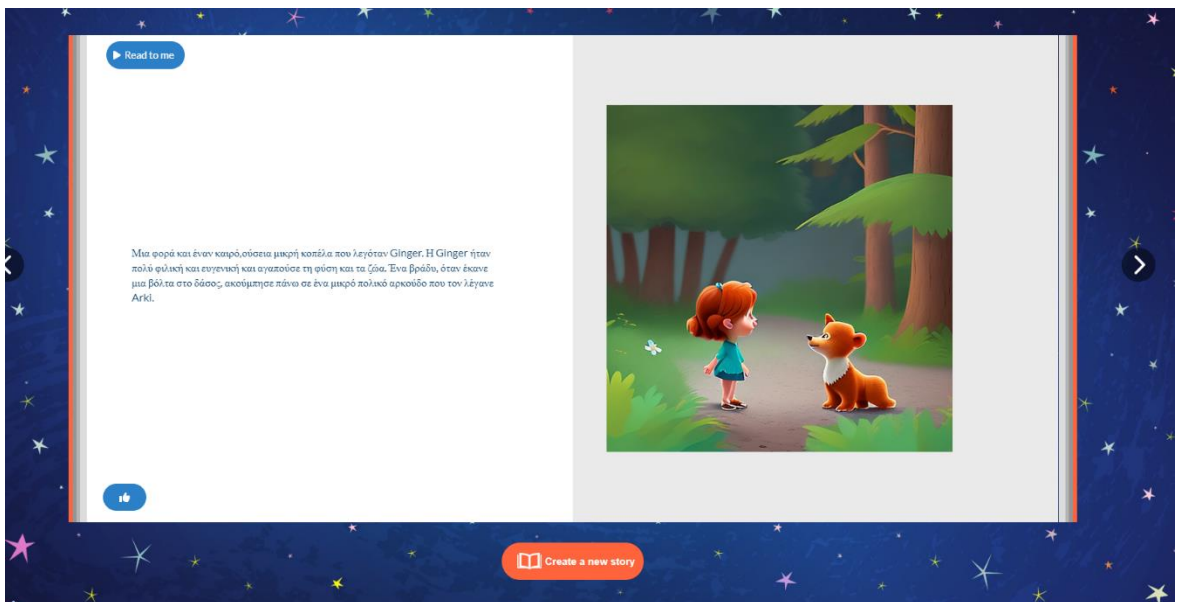 Read to me
Μια φορά και έναν καιρό,ούσεια μικρή κοπέλα που λεγόταν Ginger. Η Ginger ήταν
πολύ φιλική και ευγενική και αγαπούσε τη φύση και τα ζώα. Ένα βράδυ, όταν έκανε
μια βόλτα στο δάσος, ακούμπησε πάνω σε ένα μικρό πολικό αρκούδο που τον λέγανε
Arki.
Create a new story